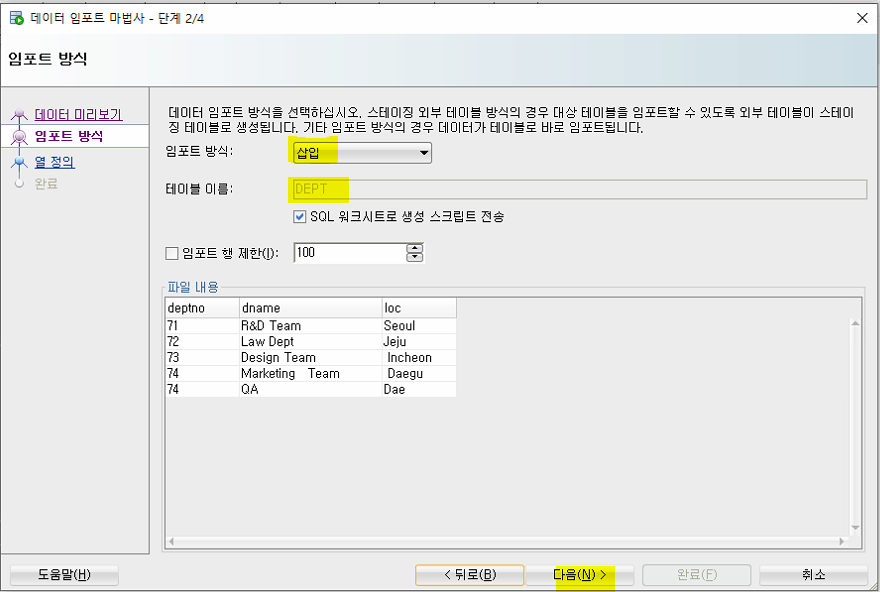 데이터 임포트 마법사 - 단계 2/4
임포트 방식
데이터 미리보기
임포트 방식
열 정의
완료
데이터 임포트 방식을 선택하십시오. 스테이징 외부 테이블 방식의 경우 대상 테이블을 임포트할 수 있도록 외부 테이블이 스테이
징 테이블로 생성됩니다. 기타 임포트 방식의 경우 데이터가 테이블로 바로 임포트됩니다.
임포트 방식: 삽입
테이블 이름: DEPT
SQL 워크시트로 생성 스크립트 전송
임포트 행 제한(I): 100
파일 내용
deptno dname loc
71 R&D Team Seoul
72 Law Dept Jeju
73 Design Team Incheon
74 Marketing Team Daegu
74 QA Dae
도움말(H) < 뒤로(B) 다음(N) > 완료(F) 취소